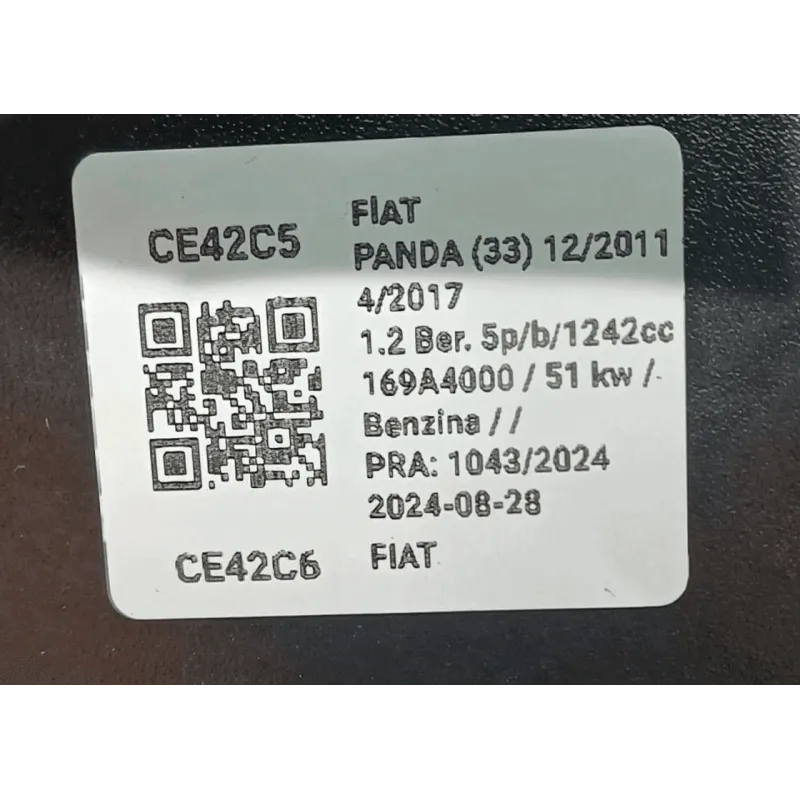 CE42C5
FIAT
PANDA (33) 12/2011
4/2017
1.2 Ber. 5p/b/1242cc
169A4000 / 51 kw /-
Benzina / /
PRA: 1043/2024
2024-08-28
CE42C6
FIAT